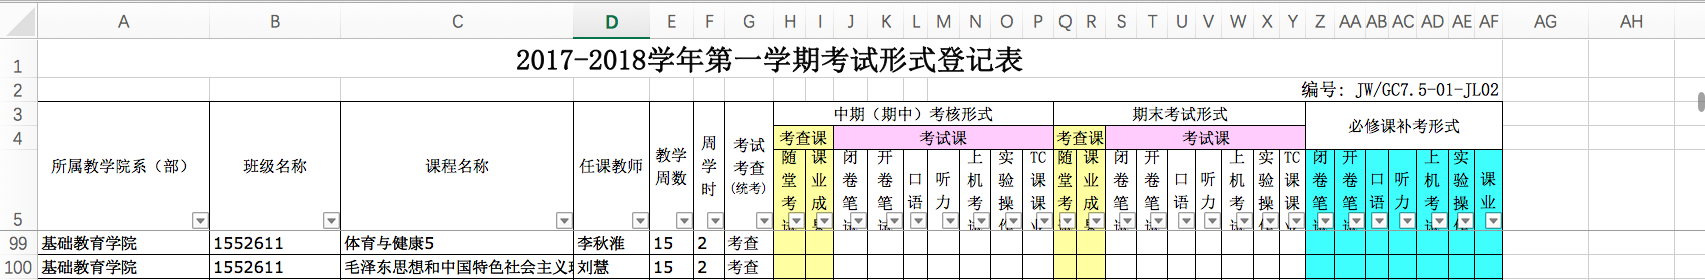 A B C D E F G H I J K L M N O P Q R S T U V W X Y Z AA AB AC AD AE AF AG AH
1 2017-2018学年第一学期考试形式登记表
2 编号: JW/GC7.5-01-JL02
3 中期（期中）考核形式 期末考试形式 必修课补考形式
4 考查课 考试课 考查课 考试课
5 所属教学院系（部） 班级名称 课程名称 任课教师 教学周数 周学时 考试考查(统考) 随堂考 课业成 闭卷笔 开卷笔 口语 听力 上机考 实验操 TC课课业 随堂考 课业成 闭卷笔 开卷笔 口语 听力 上机考 实验操 TC课课业 闭卷笔 开卷笔 口语 听力 上机考 实验操 课业
99 基础教育学院 1552611 体育与健康5 李秋淮 15 2 考查
100 基础教育学院 1552611 毛泽东思想和中国特色社会主义 刘慧 15 2 考查